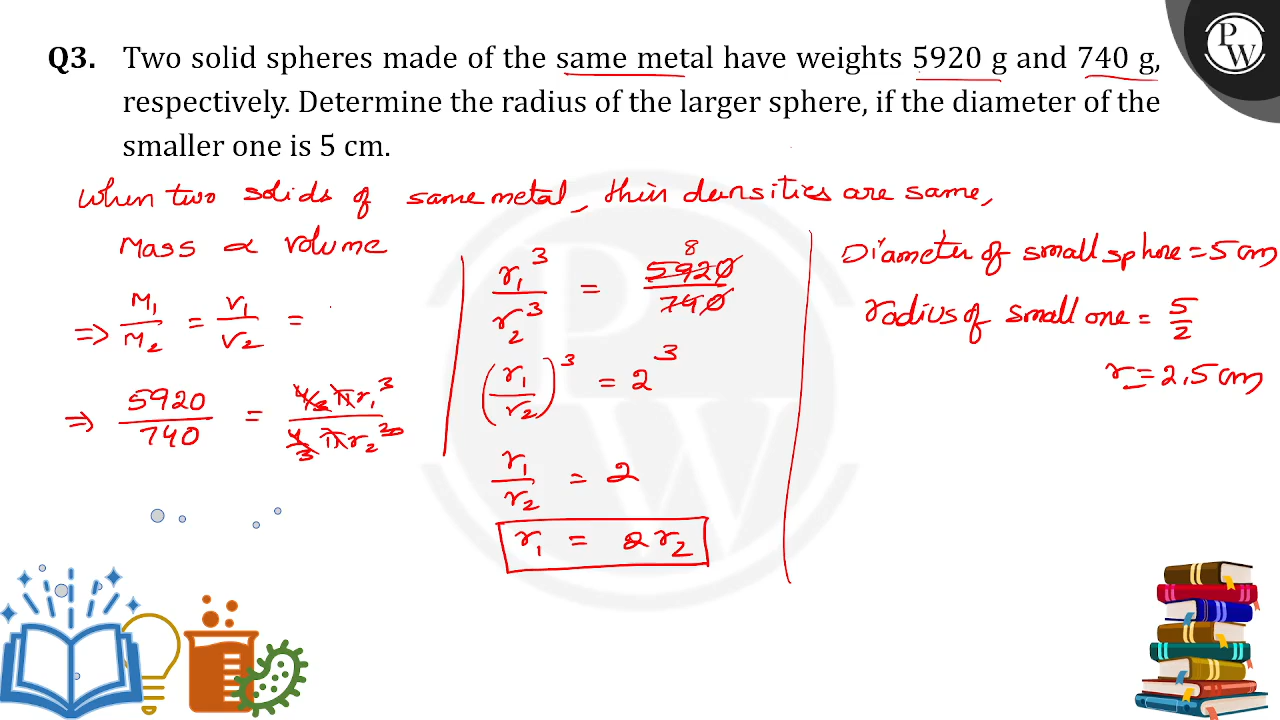 Q3. Two solid spheres made of the same metal have weights 5920 g and 740 g,
respectively. Determine the radius of the larger sphere, if the diameter of the
smaller one is 5 cm.
When two solids of same metal, thin densities are same,
Mass ∝ volume
⇒ M₁/M₂ = V₁/V₂ =
⇒ 5920/740 = 4/3 π r₁³ / 4/3 π r₂³
r₁³/r₂³ = 5920/740 8
(r₁/r₂)³ = 2³
r₁/r₂ = 2
r₁ = 2r₂
Diameter of small sphere = 5 cm
radius of small one = 5/2
r = 2.5 cm
P
W
PW